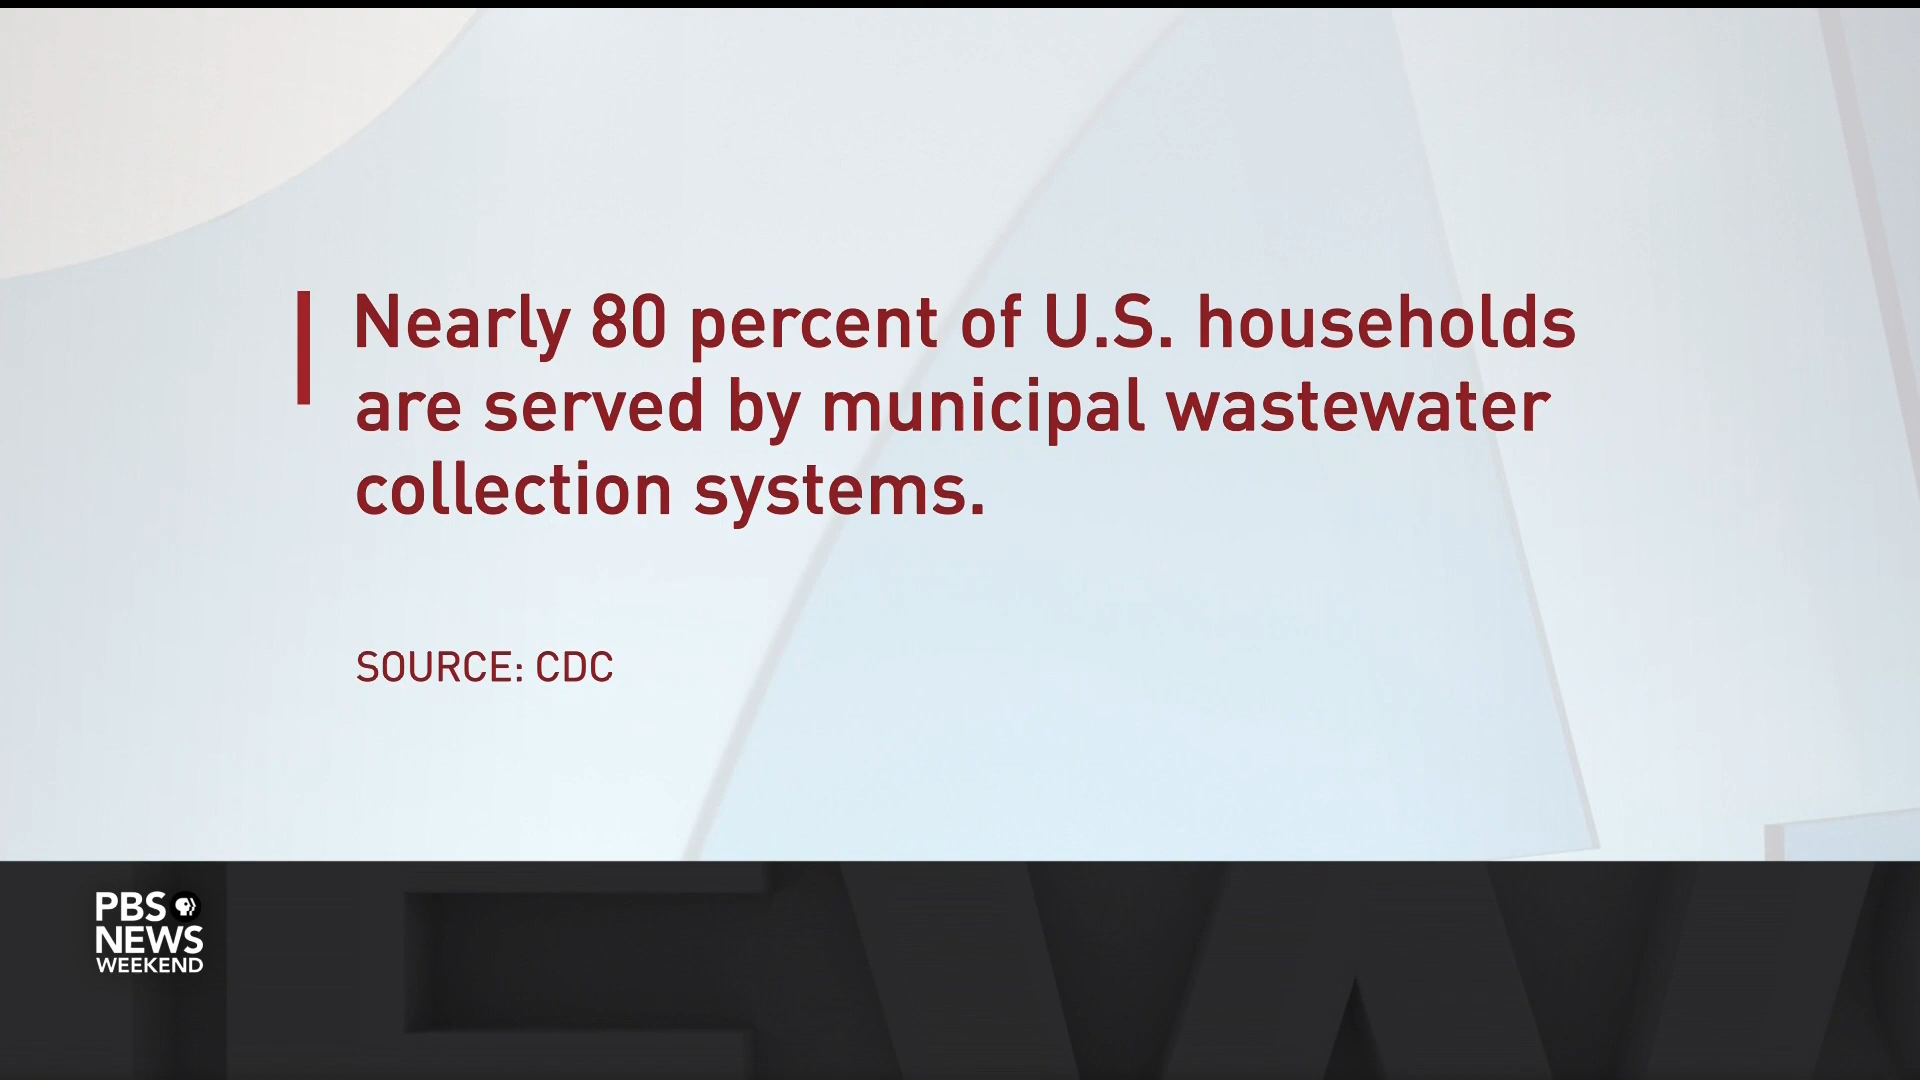 Nearly 80 percent of U.S. households
are served by municipal wastewater
collection systems.
SOURCE: CDC
PBS
NEWS
WEEKEND